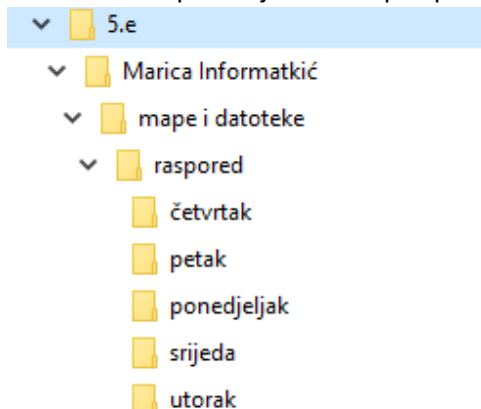 5.e
Marica Informatkić
mape i datoteke
raspored
četvrtak
petak
ponedjeljak
srijeda
utorak